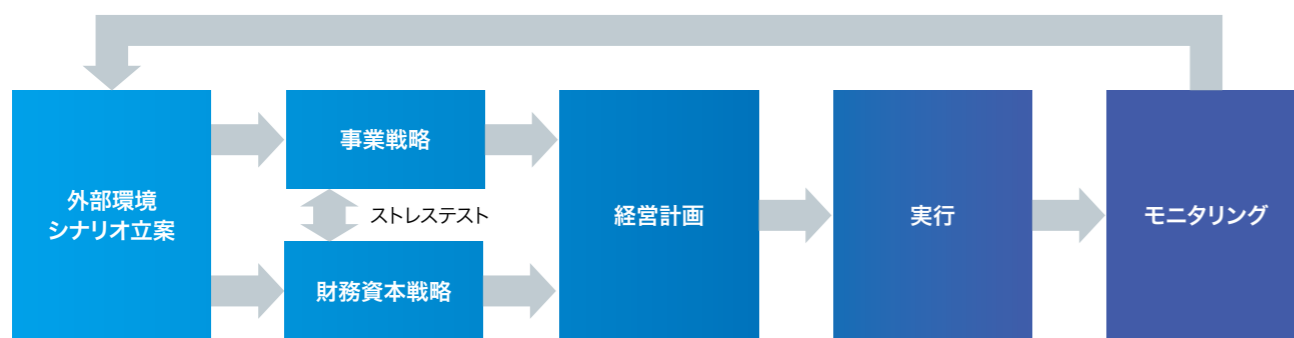 外部環境
シナリオ立案
事業戦略
ストレステスト
財務資本戦略
経営計画
実行
モニタリング